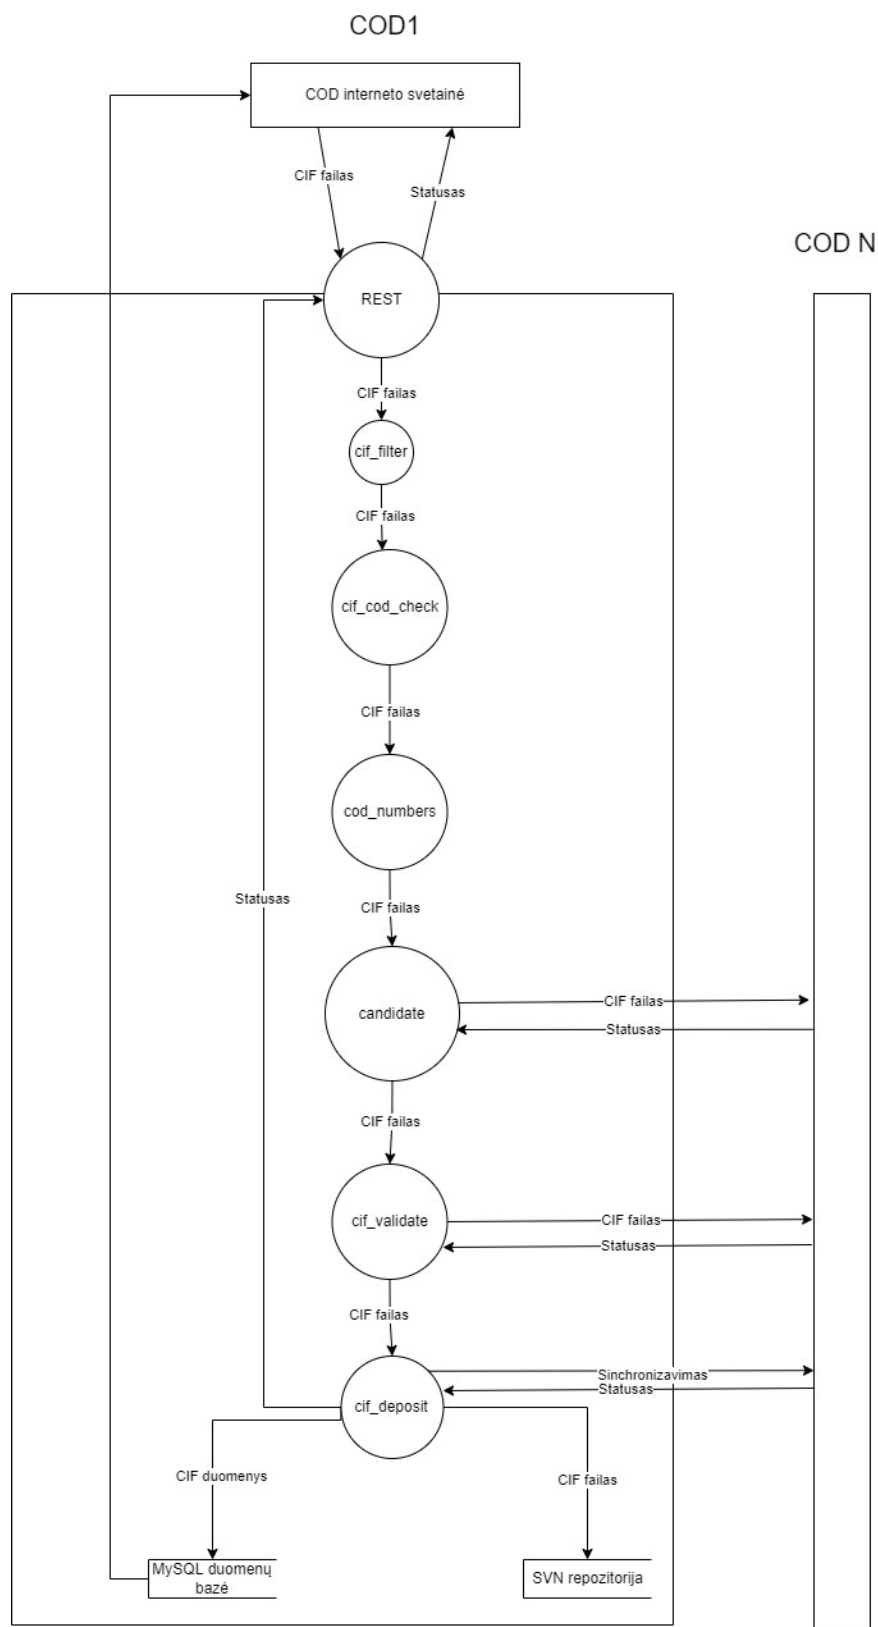 COD1
COD interneto svetainė
CIF failas
Statusas
COD N
REST
CIF failas
cif_filter
CIF failas
cif_cod_check
CIF failas
cod_numbers
Statusas
CIF failas
candidate
CIF failas
Statusas
CIF failas
cif_validate
CIF failas
Statusas
CIF failas
Sinchronizavimas
Statusas
cif_deposit
CIF duomenys
CIF failas
MySQL duomenų
bazė
SVN repozitorija